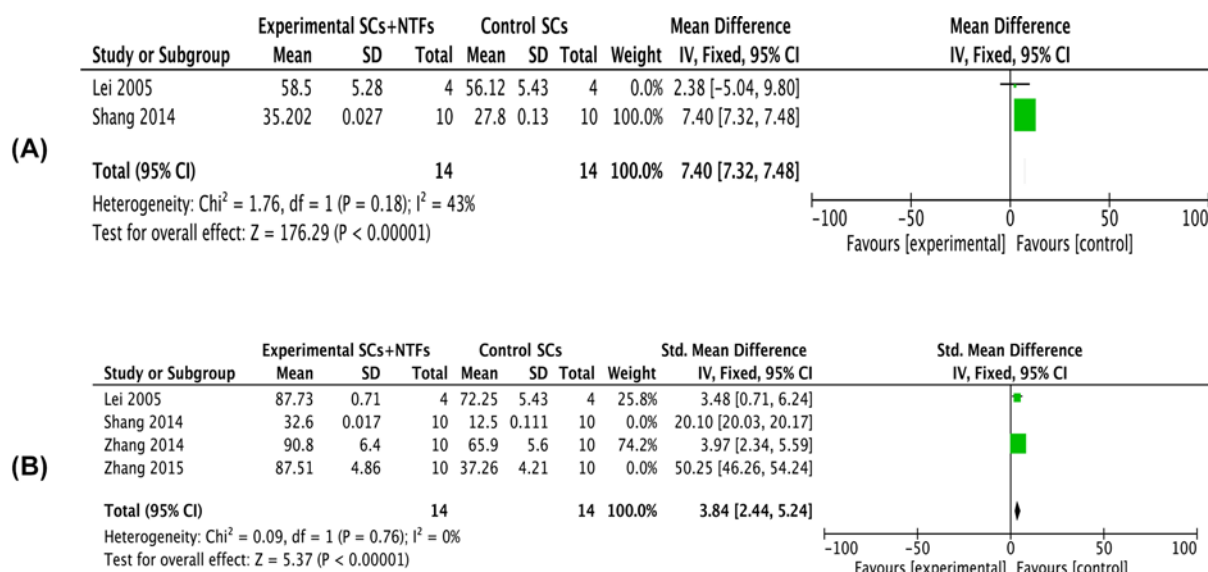 Experimental SCs+NTFs Control SCs Mean Difference Mean Difference
Study or Subgroup Mean SD Total Mean SD Total Weight IV, Fixed, 95% CI IV, Fixed, 95% CI
Lei 2005 58.5 5.28 4 56.12 5.43 4 0.0% 2.38 [-5.04, 9.80]
Shang 2014 35.202 0.027 10 27.8 0.13 10 100.0% 7.40 [7.32, 7.48]
(A)
Total (95% CI) 14 14 100.0% 7.40 [7.32, 7.48]
Heterogeneity: Chi² = 1.76, df = 1 (P = 0.18); I² = 43%
Test for overall effect: Z = 176.29 (P < 0.00001)
-100 -50 0 50 100
Favours [experimental] Favours [control]
Experimental SCs+NTFs Control SCs Std. Mean Difference Std. Mean Difference
Study or Subgroup Mean SD Total Mean SD Total Weight IV, Fixed, 95% CI IV, Fixed, 95% CI
Lei 2005 87.73 0.71 4 72.25 5.43 4 25.8% 3.48 [0.71, 6.24]
Shang 2014 32.6 0.017 10 12.5 0.111 10 0.0% 20.10 [20.03, 20.17]
Zhang 2014 90.8 6.4 10 65.9 5.6 10 74.2% 3.97 [2.34, 5.59]
(B)
Zhang 2015 87.51 4.86 10 37.26 4.21 10 0.0% 50.25 [46.26, 54.24]
Total (95% CI) 14 14 100.0% 3.84 [2.44, 5.24]
Heterogeneity: Chi² = 0.09, df = 1 (P = 0.76); I² = 0%
Test for overall effect: Z = 5.37 (P < 0.00001)
-100 -50 0 50 100
Favours [experimental] Favours [control]